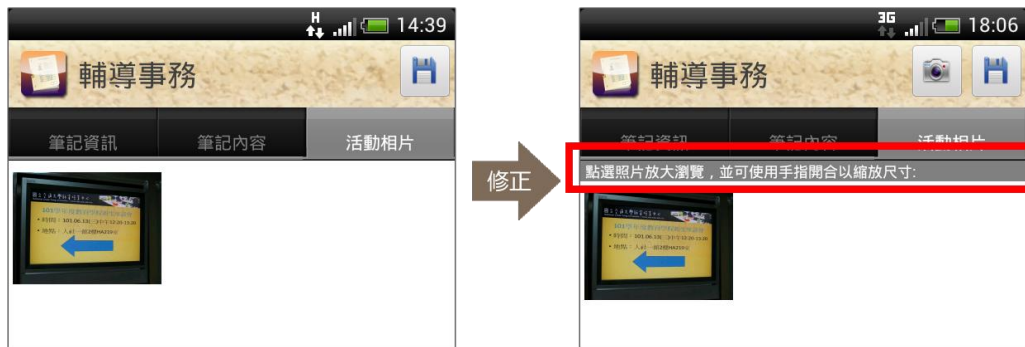 H
14:39
輔導事務
筆記資訊
筆記內容
活動相片
修正
3G
18:06
輔導事務
筆記資訊
筆記內容
活動相片
點選照片放大瀏覽，並可使用手指開合以縮放尺寸: